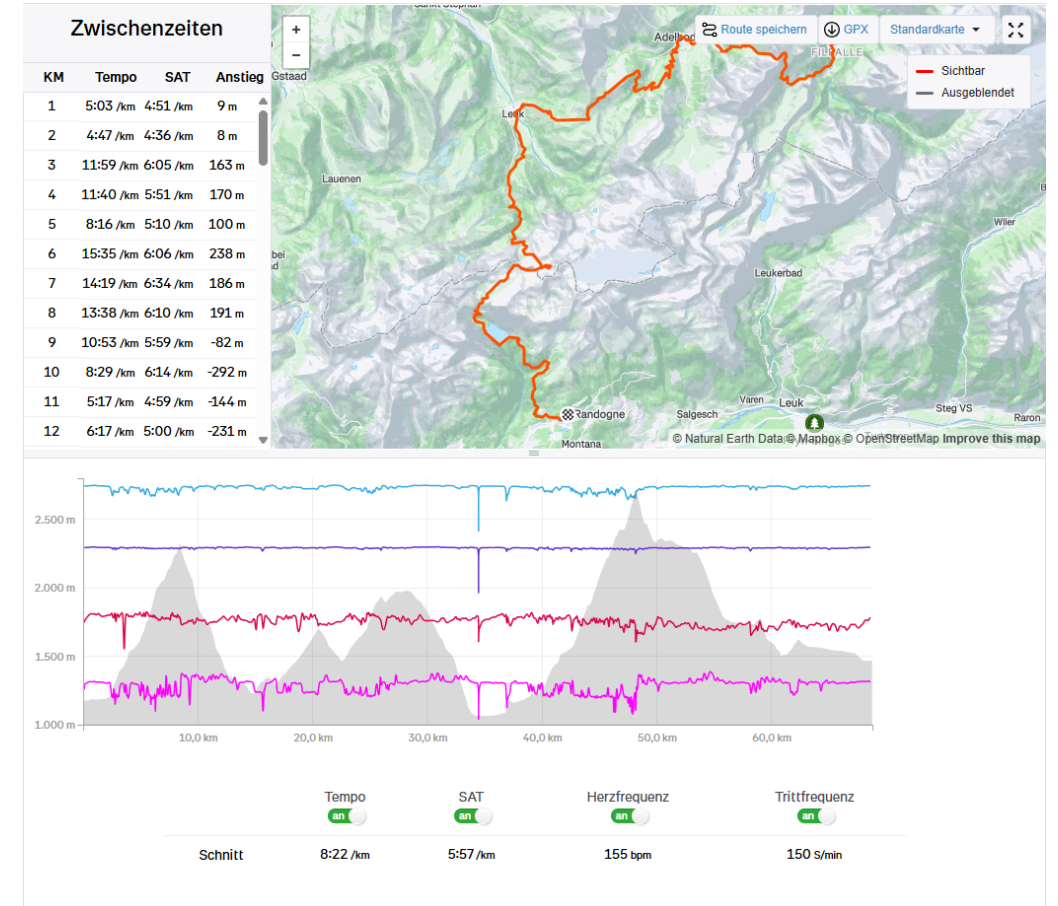 Zwischenzeiten
KM Tempo SAT Anstieg
1 5:03 /km 4:51 /km 9 m
2 4:47 /km 4:36 /km 8 m
3 11:59 /km 6:05 /km 163 m
4 11:40 /km 5:51 /km 170 m
5 8:16 /km 5:10 /km 100 m
6 15:35 /km 6:06 /km 238 m
7 14:19 /km 6:34 /km 186 m
8 13:38 /km 6:10 /km 191 m
9 10:53 /km 5:59 /km -82 m
10 8:29 /km 6:14 /km -292 m
11 5:17 /km 4:59 /km -144 m
12 6:17 /km 5:00 /km -231 m
+
−
Sankt Stephan
Adelbod
Route speichern
GPX
Standardkarte
FILDALLE
Sichtbar
Ausgeblendet
Gstaad
Lenk
Lauenen
Wiler
Leukerbad
Randogne
Salgesch
Varen
Leuk
Steg VS
Raron
Montana
© Natural Earth Data © Mapbox © OpenStreetMap Improve this map
2.500 m
2.000 m
1.500 m
1.000 m
10,0 km 20,0 km 30,0 km 40,0 km 50,0 km 60,0 km
Tempo SAT Herzfrequenz Trittfrequenz
an an an an
Schnitt 8:22 /km 5:57 /km 155 bpm 150 S/min